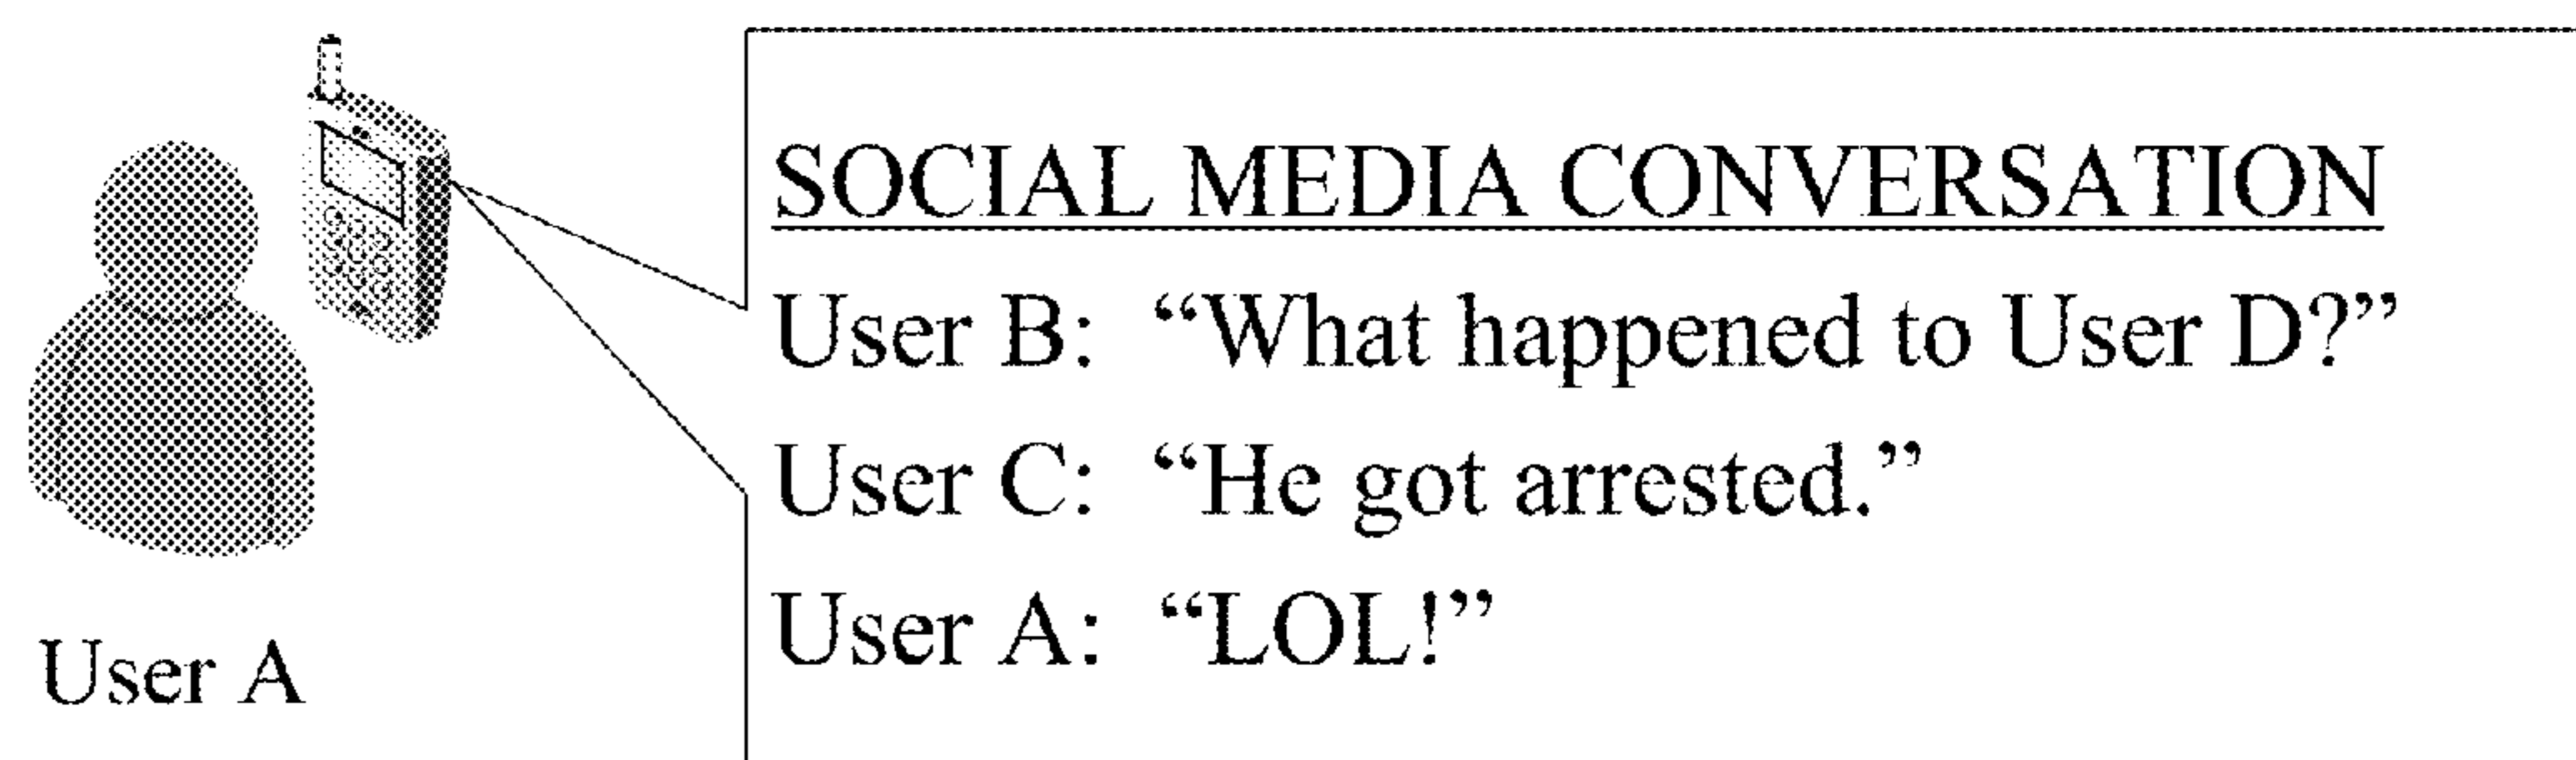 SOCIAL MEDIA CONVERSATION
User B: “What happened to User D?”
User C: “He got arrested.”
User A: “LOL!”
User A